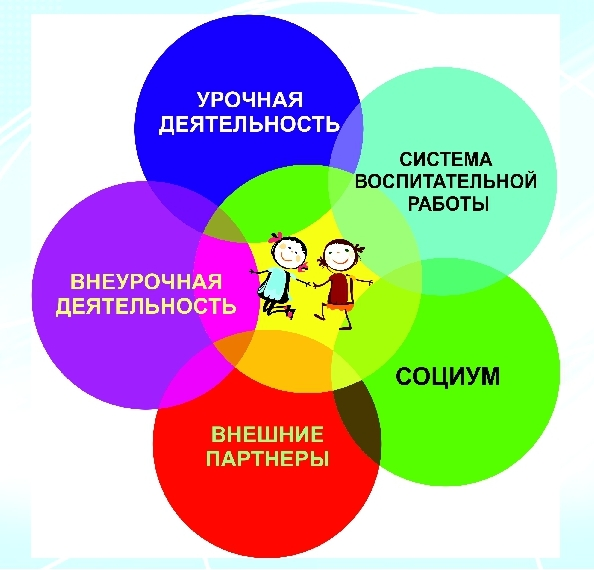 УРОЧНАЯ
ДЕЯТЕЛЬНОСТЬ
СИСТЕМА
ВОСПИТАТЕЛЬНОЙ
РАБОТЫ
ВНЕУРОЧНАЯ
ДЕЯТЕЛЬНОСТЬ
СОЦИУМ
ВНЕШНИЕ
ПАРТНЕРЫ